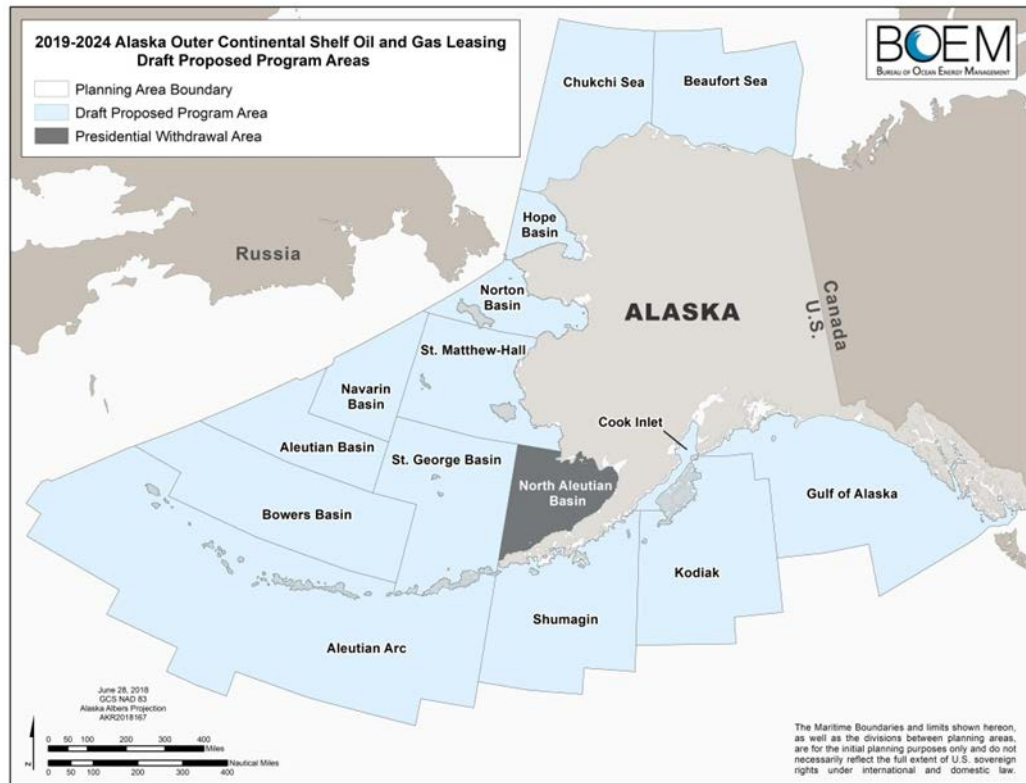 2019-2024 Alaska Outer Continental Shelf Oil and Gas Leasing
Draft Proposed Program Areas
Planning Area Boundary
Draft Proposed Program Area
Presidential Withdrawal Area
BOEM
BUREAU OF OCEAN ENERGY MANAGEMENT
Chukchi Sea
Beaufort Sea
Hope
Basin
Russia
Norton
Basin
ALASKA
Canada
U.S.
St. Matthew-Hall
Navarin
Basin
Cook Inlet
Aleutian Basin
St. George Basin
North Aleutian
Basin
Gulf of Alaska
Bowers Basin
Kodiak
Shumagin
Aleutian Arc
June 28, 2018
GCS NAD 83
Alaska Albers Projection
AKR2018167
N
0 50 100 200 300 400
Miles
0 50 100 200 300 400
Nautical Miles
The Maritime Boundaries and limits shown hereon,
as well as the divisions between planning areas,
are for the initial planning purposes only and do not
necessarily reflect the full extent of U.S. sovereign
rights under international and domestic law.